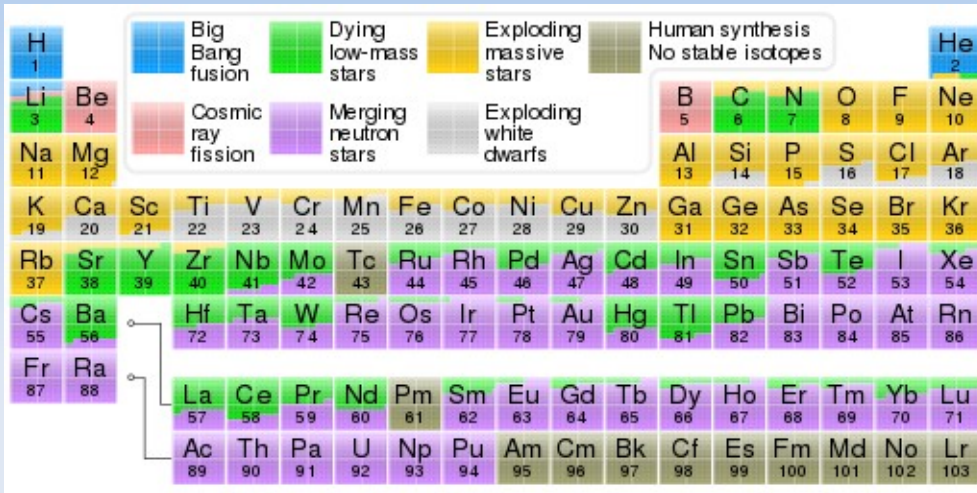 H
1
Big
Bang
fusion
Dying
low-mass
stars
Exploding
massive
stars
Human synthesis
No stable isotopes
He
2
Li Be
3 4
Cosmic
ray
fission
Merging
neutron
stars
Exploding
white
dwarfs
B C N O F Ne
5 6 7 8 9 10
Na Mg Al Si P S Cl Ar
11 12 13 14 15 16 17 18
K Ca Sc Ti V Cr Mn Fe Co Ni Cu Zn Ga Ge As Se Br Kr
19 20 21 22 23 24 25 26 27 28 29 30 31 32 33 34 35 36
Rb Sr Y Zr Nb Mo Tc Ru Rh Pd Ag Cd In Sn Sb Te I Xe
37 38 39 40 41 42 43 44 45 46 47 48 49 50 51 52 53 54
Cs Ba Hf Ta W Re Os Ir Pt Au Hg Tl Pb Bi Po At Rn
55 56 72 73 74 75 76 77 78 79 80 81 82 83 84 85 86
Fr Ra
87 88
La Ce Pr Nd Pm Sm Eu Gd Tb Dy Ho Er Tm Yb Lu
57 58 59 60 61 62 63 64 65 66 67 68 69 70 71
Ac Th Pa U Np Pu Am Cm Bk Cf Es Fm Md No Lr
89 90 91 92 93 94 95 96 97 98 99 100 101 102 103